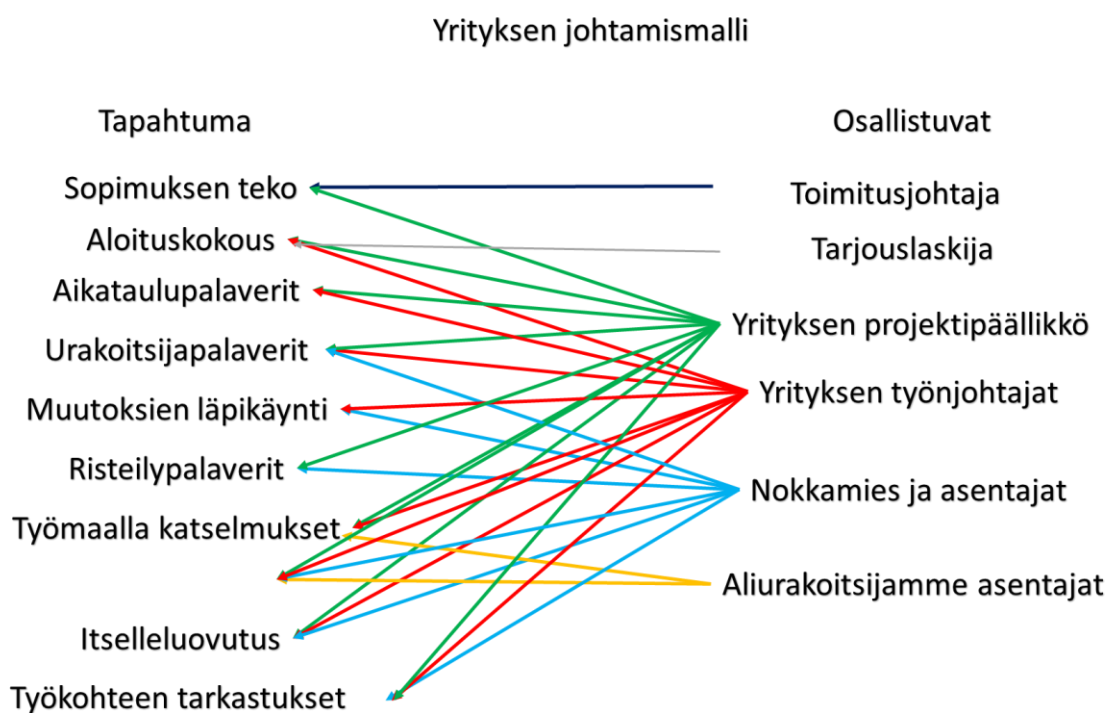 Yrityksen johtamismalli
Tapahtuma
Osallistuvat
Sopimuksen teko
Toimitusjohtaja
Aloituskokous
Tarjouslaskija
Aikataulupalaverit
Yrityksen projektipäällikkö
Urakoitsijapalaverit
Yrityksen työnjohtajat
Muutoksien läpikäynti
Risteilypalaverit
Nokkamies ja asentajat
Työmaalla katselmukset
Aliurakoitsijamme asentajat
Itselleluovutus
Työkohteen tarkastukset